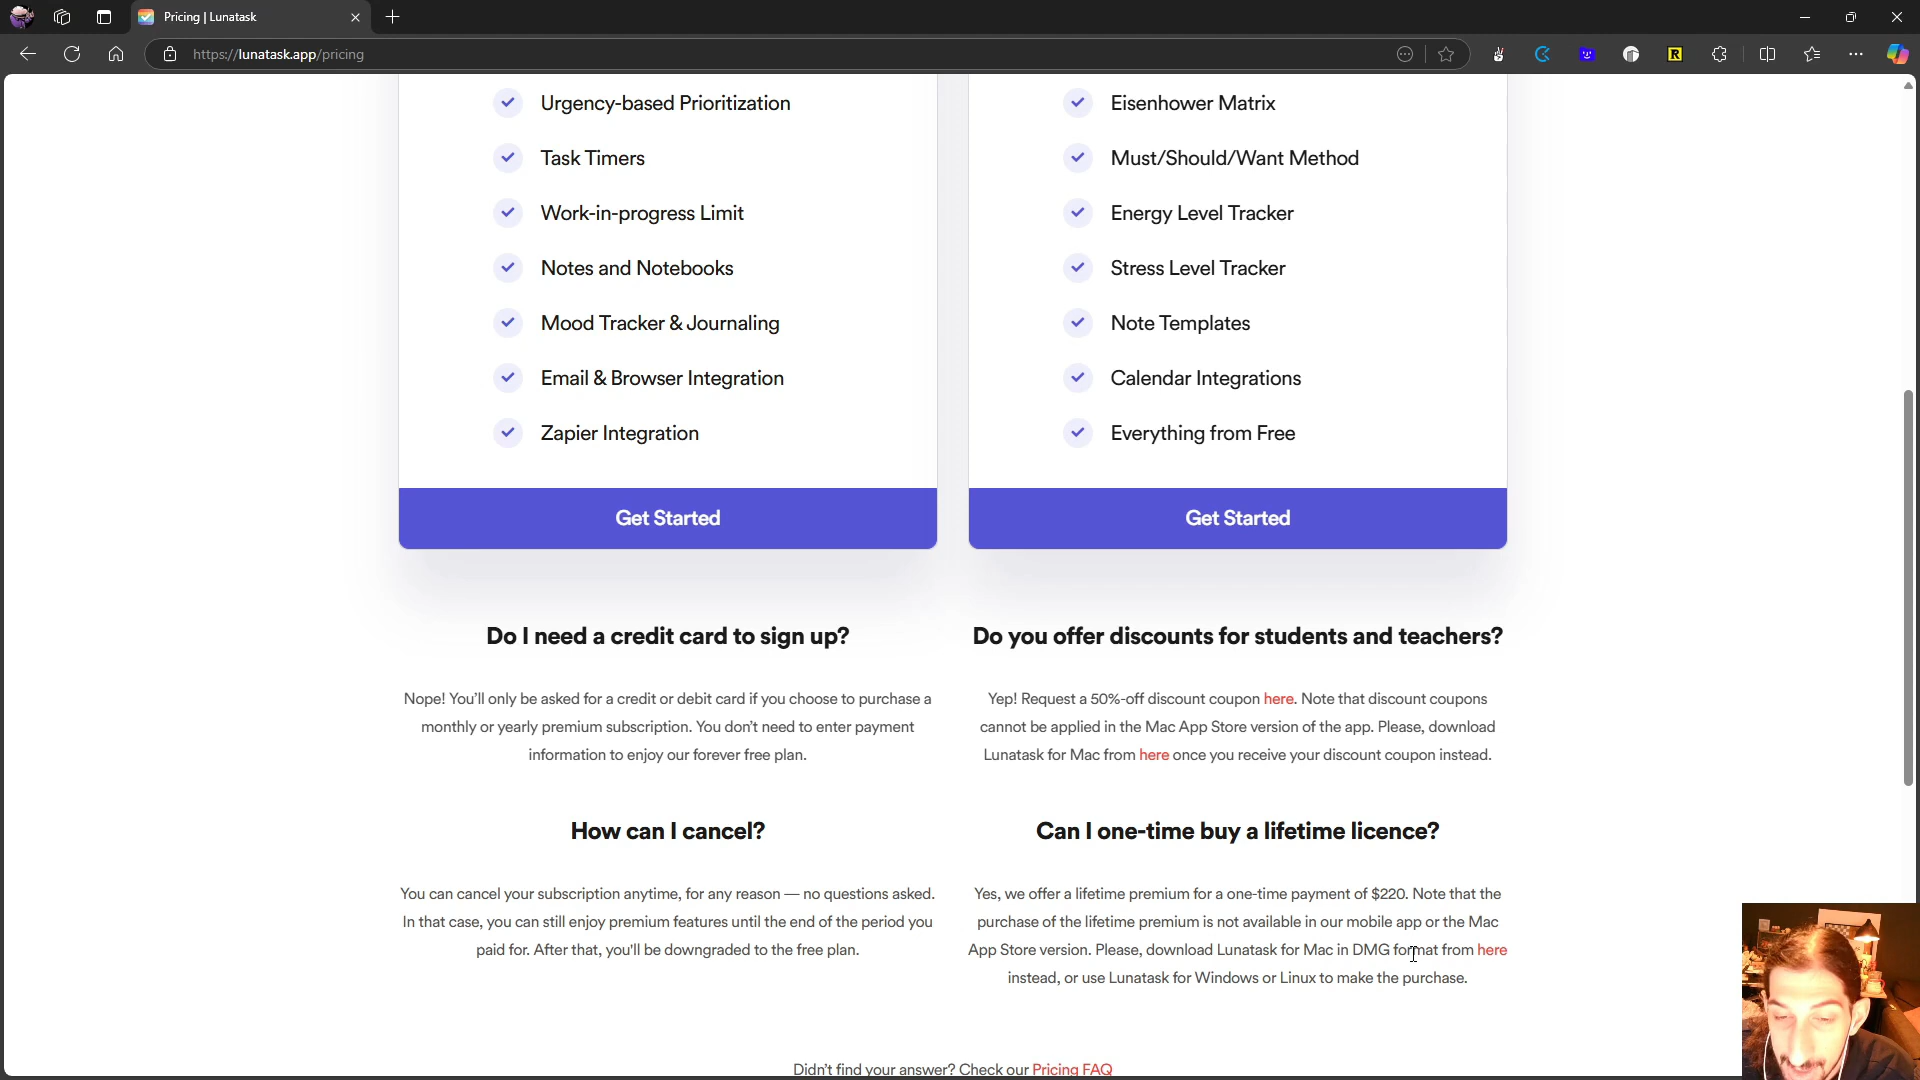 Pricing | Lunatask
https://lunatask.app/pricing
Urgency-based Prioritization
Task Timers
Work-in-progress Limit
Notes and Notebooks
Mood Tracker & Journaling
Email & Browser Integration
Zapier Integration
Get Started
Eisenhower Matrix
Must/Should/Want Method
Energy Level Tracker
Stress Level Tracker
Note Templates
Calendar Integrations
Everything from Free
Get Started
Do I need a credit card to sign up?
Nope! You'll only be asked for a credit or debit card if you choose to purchase a
monthly or yearly premium subscription. You don't need to enter payment
information to enjoy our forever free plan.
Do you offer discounts for students and teachers?
Yep! Request a 50%-off discount coupon here. Note that discount coupons
cannot be applied in the Mac App Store version of the app. Please, download
Lunatask for Mac from here once you receive your discount coupon instead.
How can I cancel?
You can cancel your subscription anytime, for any reason — no questions asked.
In that case, you can still enjoy premium features until the end of the period you
paid for. After that, you'll be downgraded to the free plan.
Can I one-time buy a lifetime licence?
Yes, we offer a lifetime premium for a one-time payment of $220. Note that the
purchase of the lifetime premium is not available in our mobile app or the Mac
App Store version. Please, download Lunatask for Mac in DMG format from here
instead, or use Lunatask for Windows or Linux to make the purchase.
Didn't find your answer? Check our Pricing FAQ